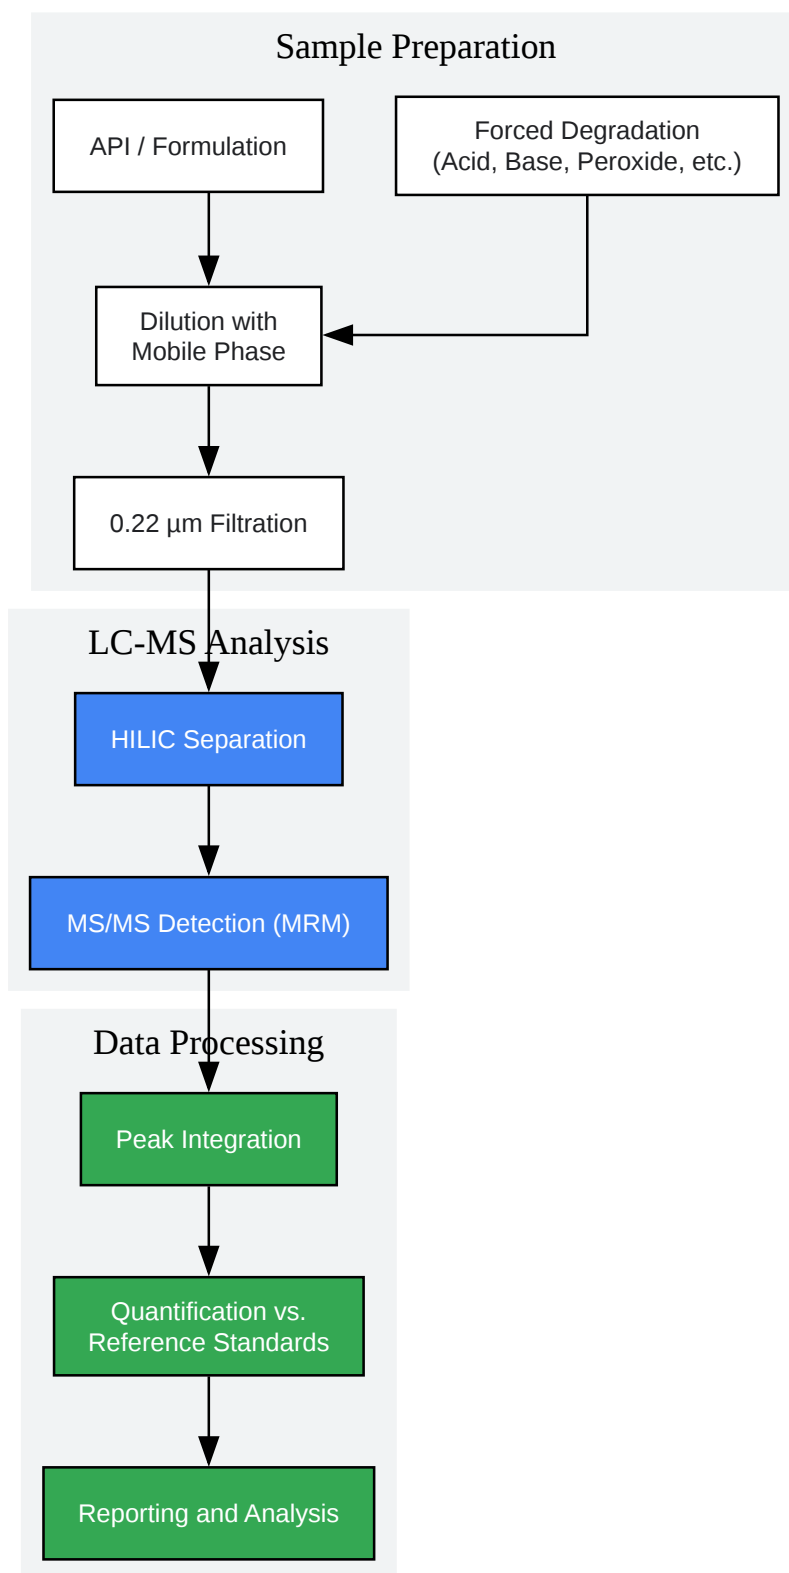 Sample Preparation
API / Formulation
Forced Degradation
(Acid, Base, Peroxide, etc.)
Dilution with
Mobile Phase
0.22 µm Filtration
LC-MS Analysis
HILIC Separation
MS/MS Detection (MRM)
Data Processing
Peak Integration
Quantification vs.
Reference Standards
Reporting and Analysis